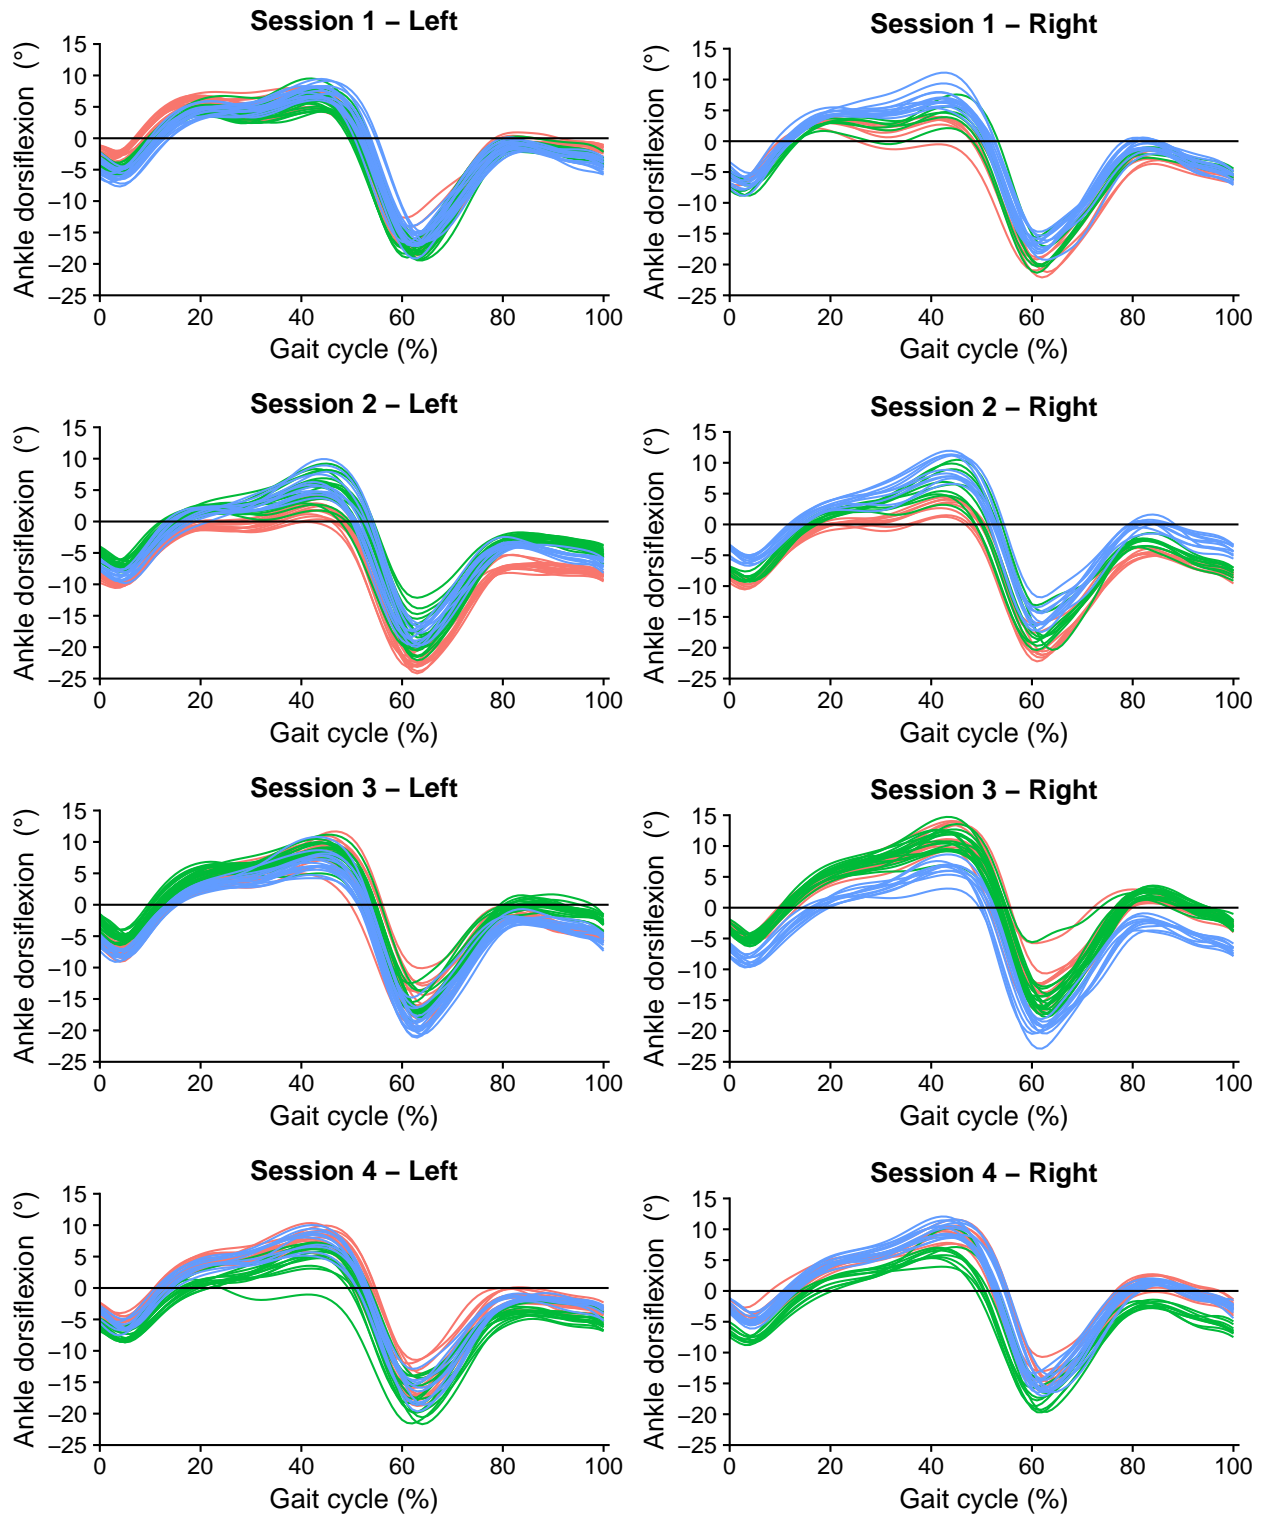 Session 1 – Left
Ankle dorsiflexion (°)
15
10
5
0
−5
−10
−15
−20
−25
0 20 40 60 80 100
Gait cycle (%)
Session 1 – Right
Ankle dorsiflexion (°)
15
10
5
0
−5
−10
−15
−20
−25
0 20 40 60 80 100
Gait cycle (%)
Session 2 – Left
Ankle dorsiflexion (°)
15
10
5
0
−5
−10
−15
−20
−25
0 20 40 60 80 100
Gait cycle (%)
Session 2 – Right
Ankle dorsiflexion (°)
15
10
5
0
−5
−10
−15
−20
−25
0 20 40 60 80 100
Gait cycle (%)
Session 3 – Left
Ankle dorsiflexion (°)
15
10
5
0
−5
−10
−15
−20
−25
0 20 40 60 80 100
Gait cycle (%)
Session 3 – Right
Ankle dorsiflexion (°)
15
10
5
0
−5
−10
−15
−20
−25
0 20 40 60 80 100
Gait cycle (%)
Session 4 – Left
Ankle dorsiflexion (°)
15
10
5
0
−5
−10
−15
−20
−25
0 20 40 60 80 100
Gait cycle (%)
Session 4 – Right
Ankle dorsiflexion (°)
15
10
5
0
−5
−10
−15
−20
−25
0 20 40 60 80 100
Gait cycle (%)